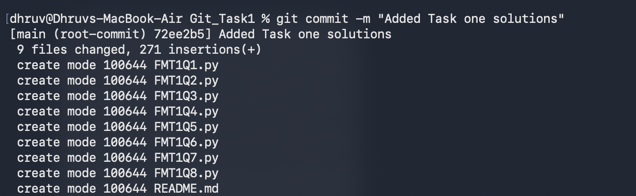 [dhruv@Dhruvs-MacBook-Air Git_Task1 % git commit -m "Added Task one solutions"
[main (root-commit) 72ee2b5] Added Task one solutions
9 files changed, 271 insertions(+)
create mode 100644 FMT1Q1.py
create mode 100644 FMT1Q2.py
create mode 100644 FMT1Q3.py
create mode 100644 FMT1Q4.py
create mode 100644 FMT1Q5.py
create mode 100644 FMT1Q6.py
create mode 100644 FMT1Q7.py
create mode 100644 FMT1Q8.py
create mode 100644 README.md